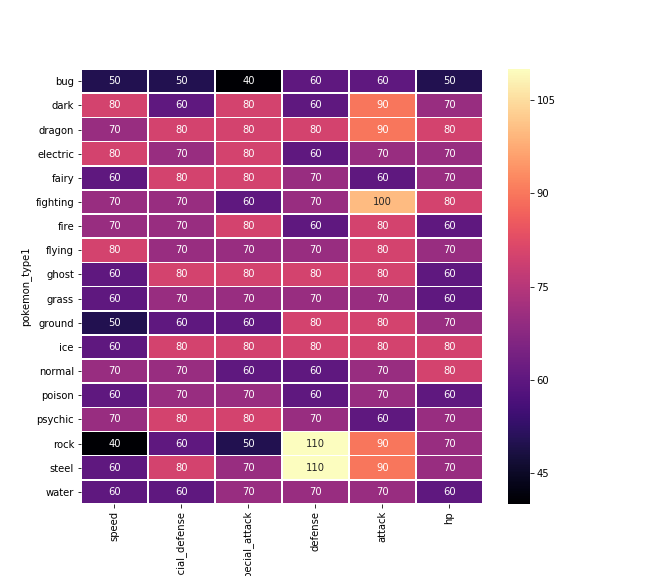 bug 50 50 40 60 60 50
dark 80 60 80 60 90 70
dragon 70 80 80 80 90 80
electric 80 70 80 60 70 70
fairy 60 80 80 70 60 70
fighting 70 70 60 70 100 80
fire 70 70 80 60 80 60
flying 80 70 70 70 80 70
ghost 60 80 80 80 80 60
grass 60 70 70 70 70 60
ground 50 60 60 80 80 70
ice 60 80 80 80 80 80
normal 70 70 60 60 70 80
poison 60 70 70 60 70 60
psychic 70 80 80 70 60 70
rock 40 60 50 110 90 70
steel 60 80 70 110 90 70
water 60 60 70 70 70 60
pokemon_type1
speed
cial_defense
pecial_attack
defense
attack
hp
105
90
75
60
45